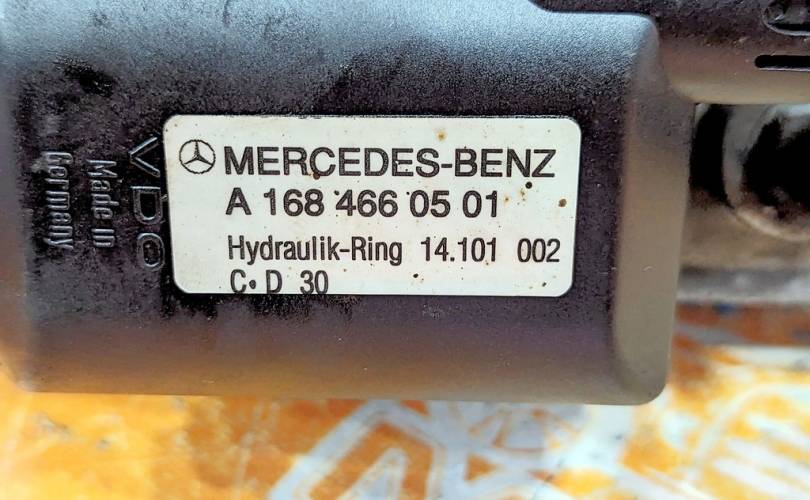 MERCEDES-BENZ
A 168 466 05 01
Hydraulik-Ring 14.101 002
C• D 30
VDO
Made in
Germany